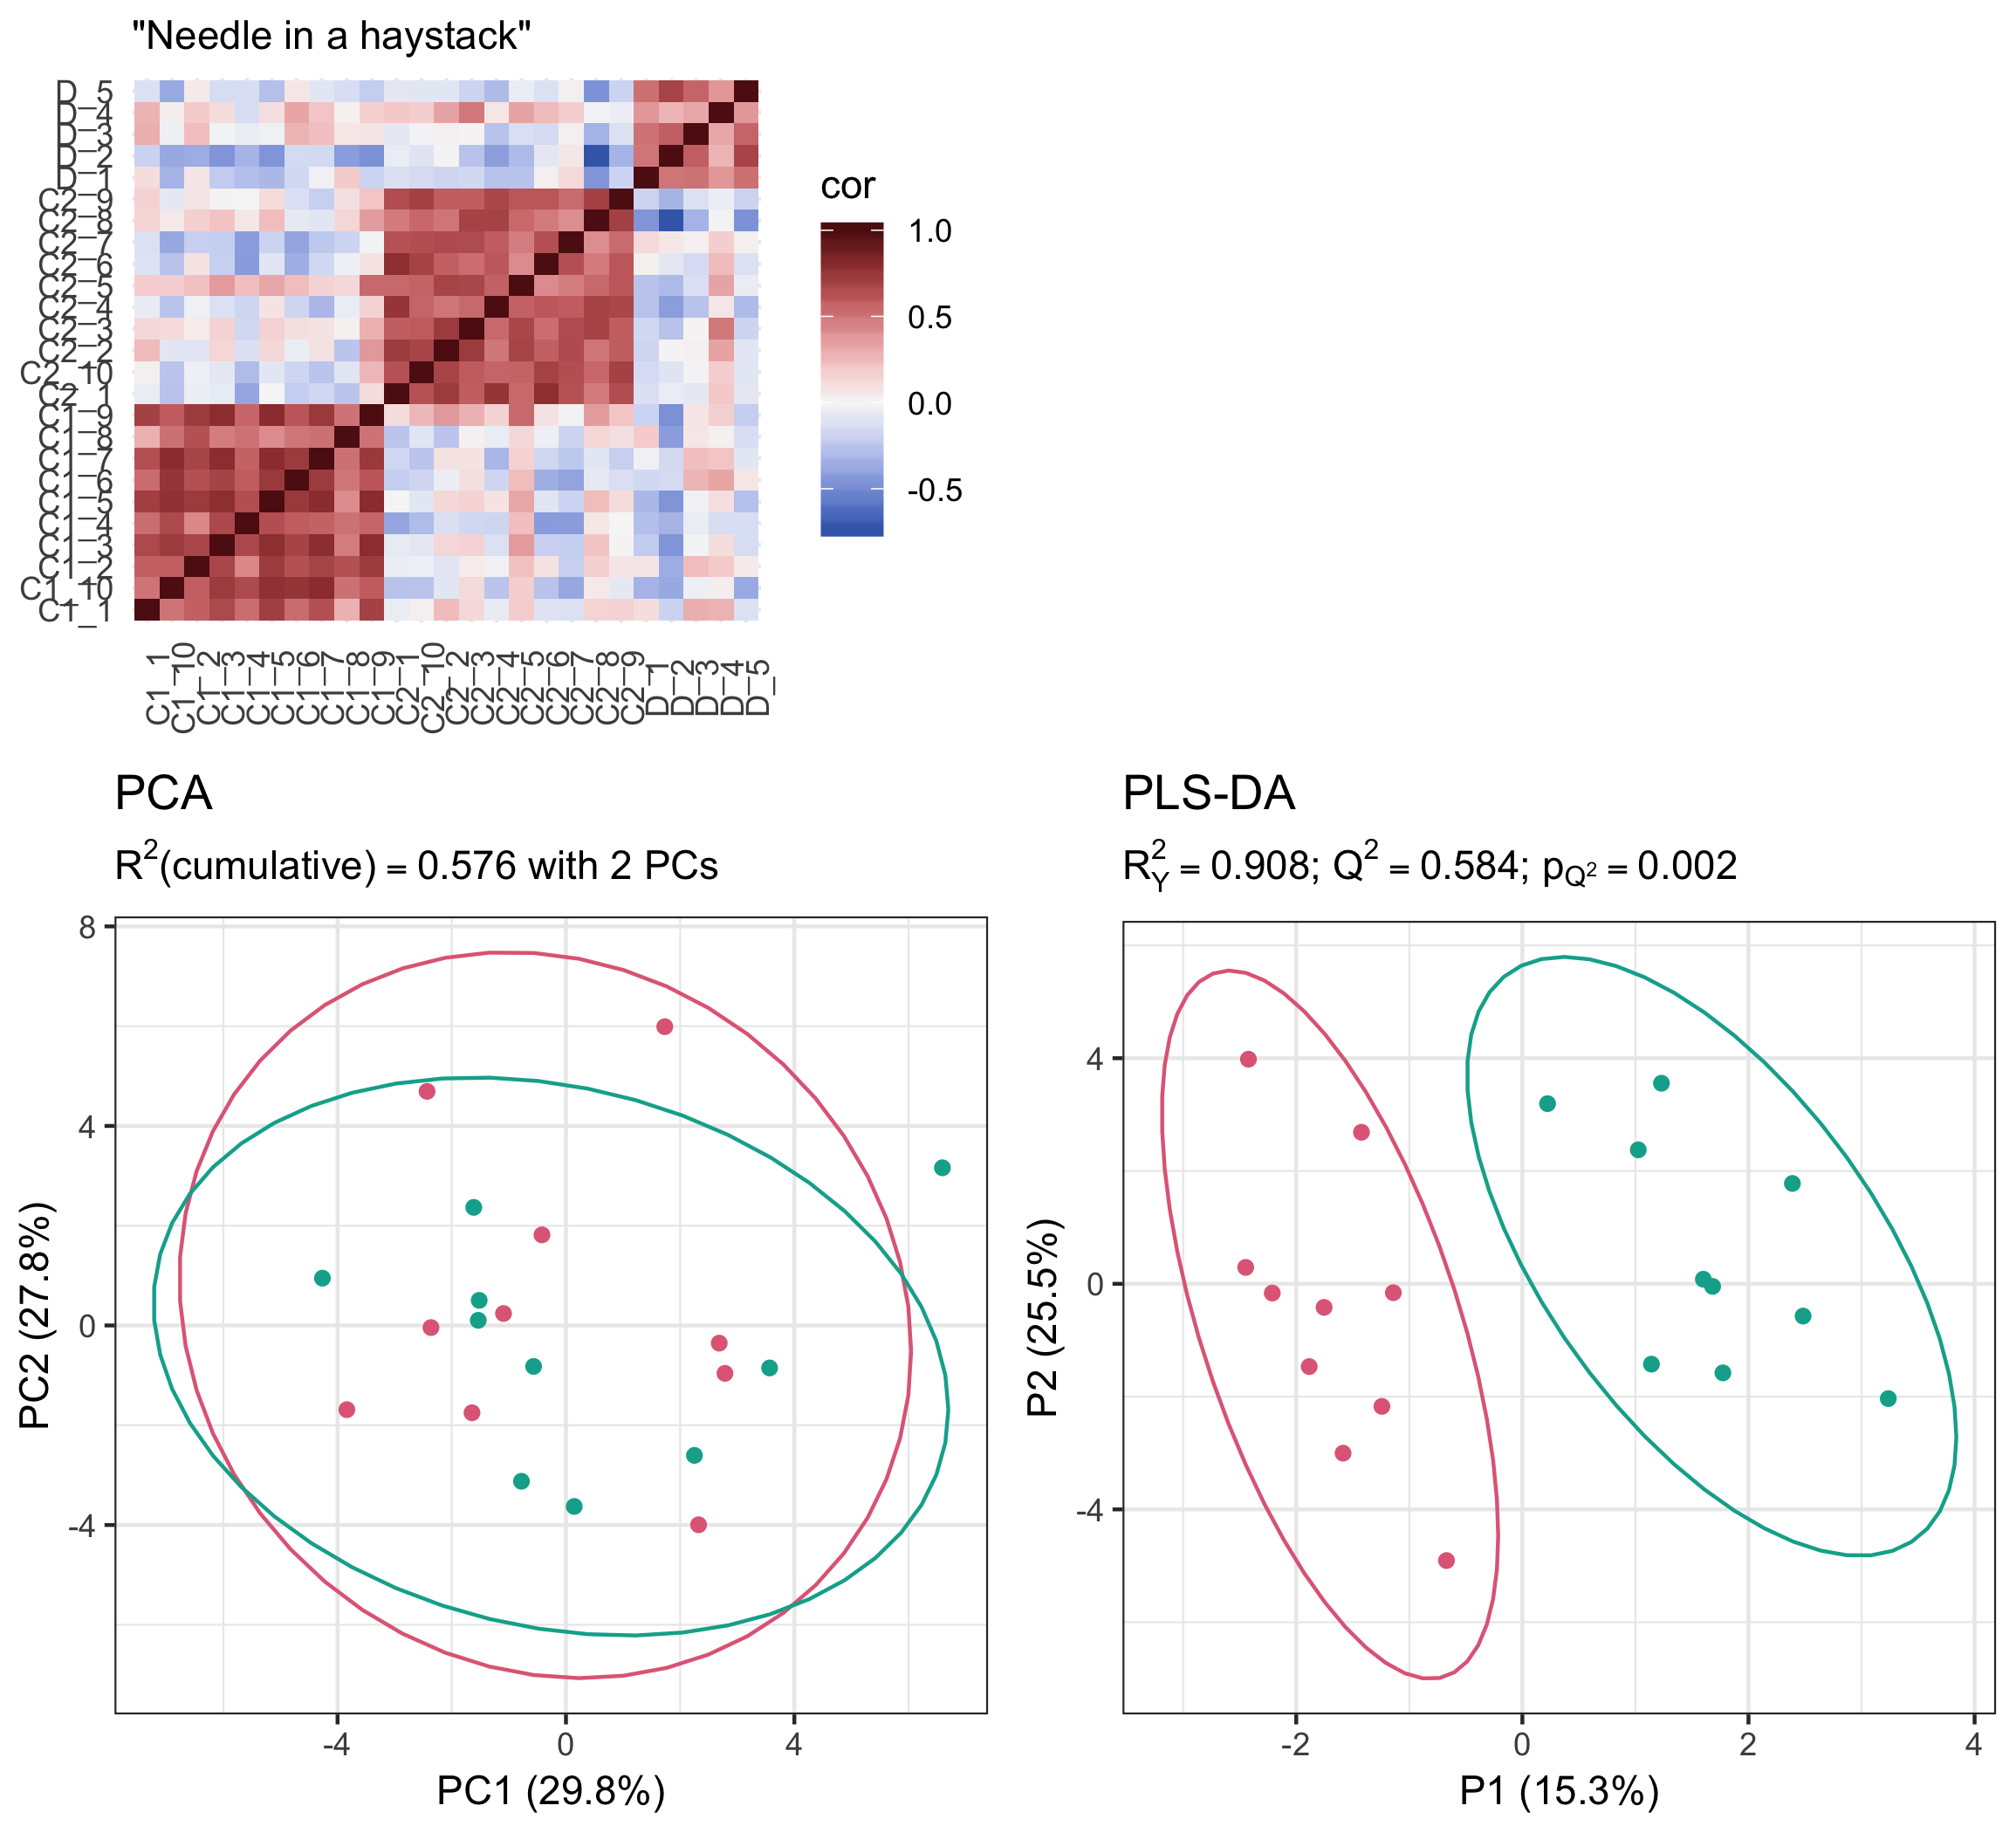 "Needle in a haystack"
D_5
D_4
D_3
D_2
D_1
C2_9
C2_8
C2_7
C2_6
C2_5
C2_4
C2_3
C2_2
C2_10
C2_1
C1_9
C1_8
C1_7
C1_6
C1_5
C1_4
C1_3
C1_2
C1_10
C1_1
C1_1
C1_10
C1_2
C1_3
C1_4
C1_5
C1_6
C1_7
C1_8
C1_9
C2_1
C2_10
C2_2
C2_3
C2_4
C2_5
C2_6
C2_7
C2_8
C2_9
D_1
D_2
D_3
D_4
D_5
cor
1.0
0.5
0.0
-0.5
PCA
R²(cumulative) = 0.576 with 2 PCs
8
4
0
-4
PC2 (27.8%)
-4
0
4
PC1 (29.8%)
PLS-DA
R²Y = 0.908; Q² = 0.584; pQ² = 0.002
4
0
-4
P2 (25.5%)
-2
0
2
4
P1 (15.3%)